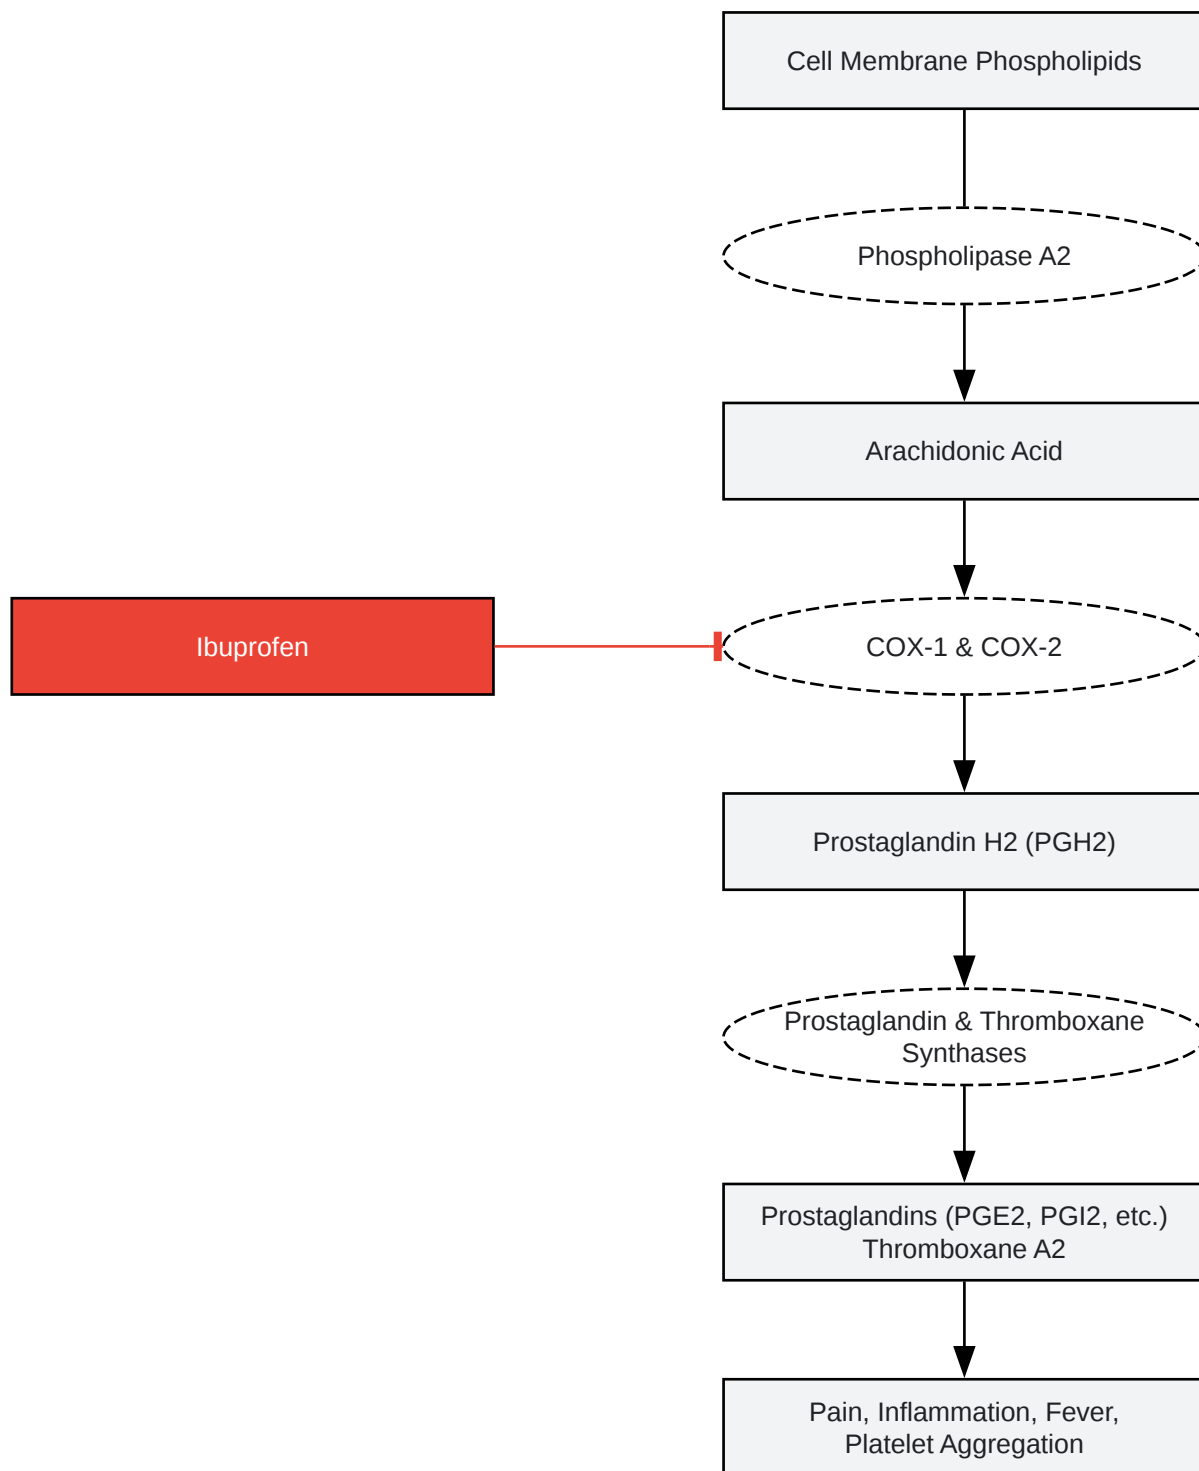 Cell Membrane Phospholipids
Phospholipase A2
Arachidonic Acid
Ibuprofen
COX-1 & COX-2
Prostaglandin H2 (PGH2)
Prostaglandin & Thromboxane
Synthases
Prostaglandins (PGE2, PGI2, etc.)
Thromboxane A2
Pain, Inflammation, Fever,
Platelet Aggregation